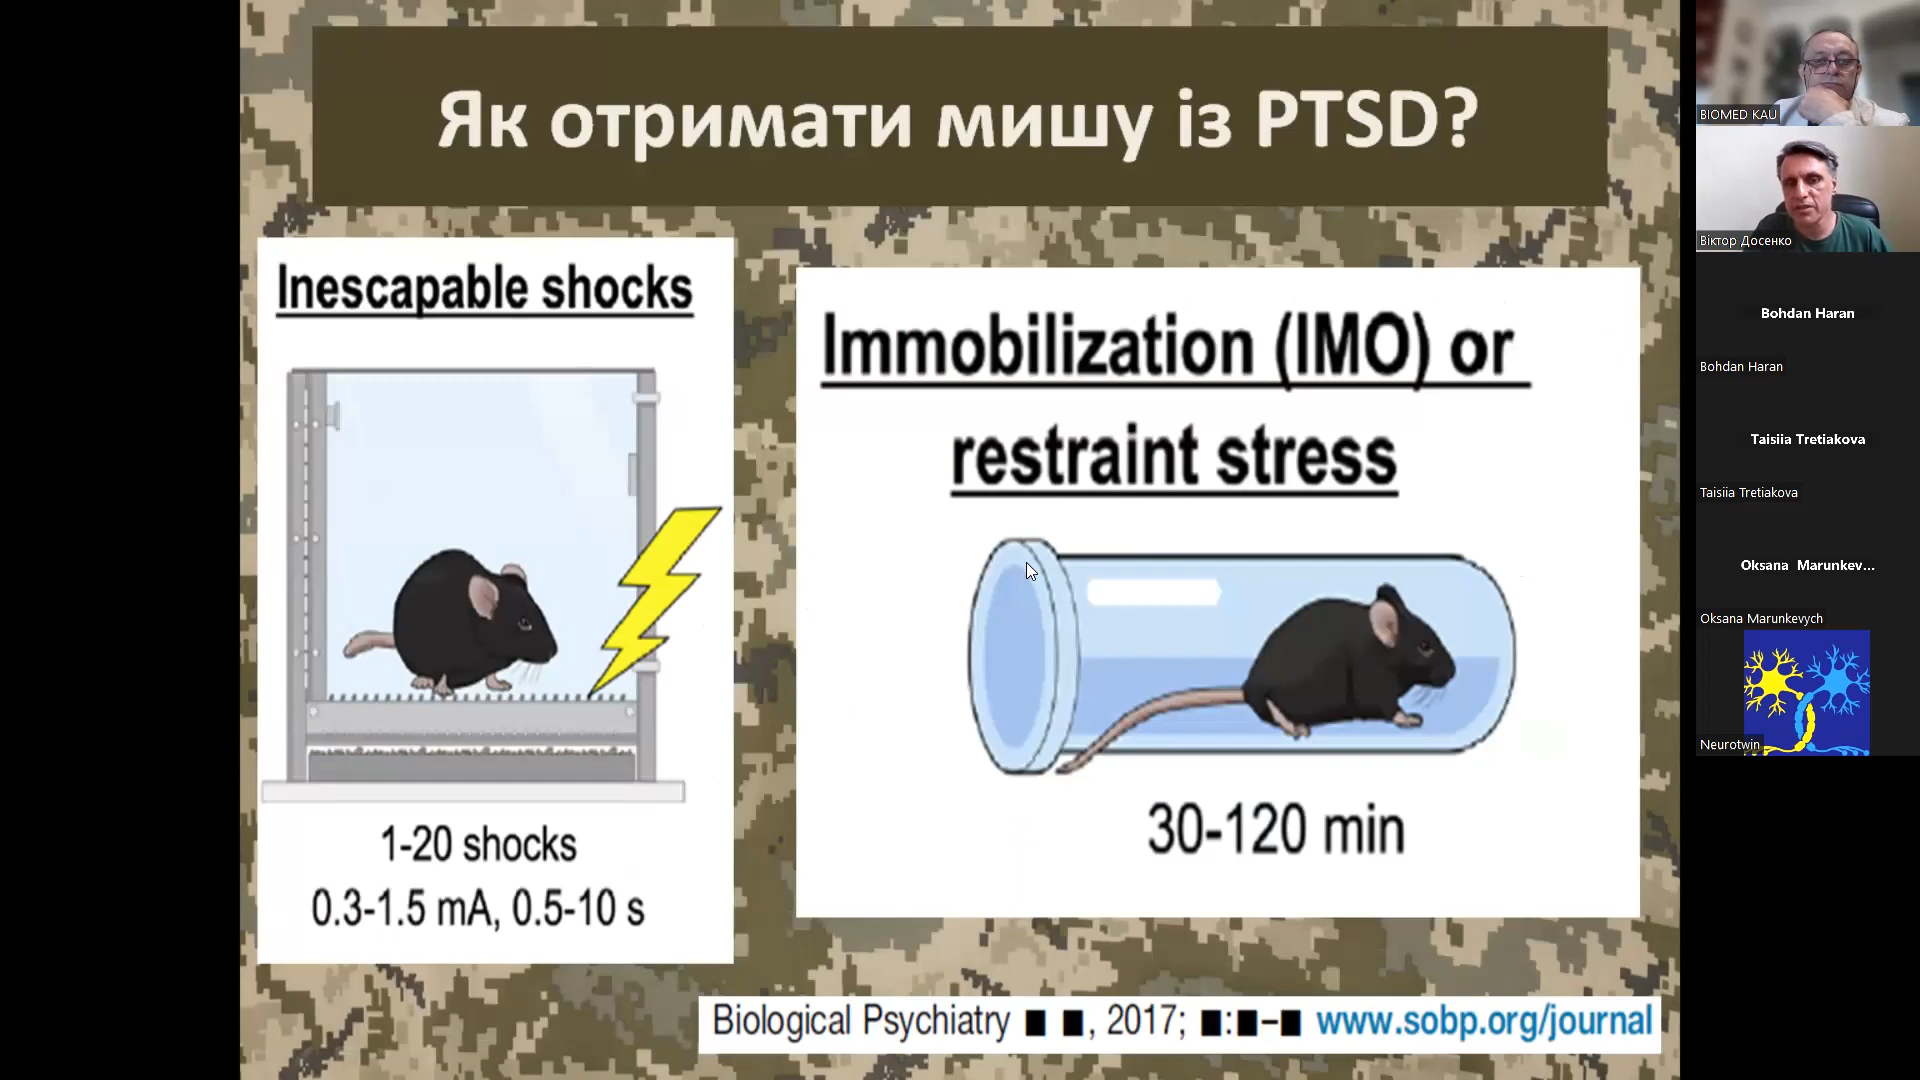 Як отримати мишу із PTSD?
Inescapable shocks
1-20 shocks
0.3-1.5 mA, 0.5-10 s
Immobilization (IMO) or
restraint stress
30-120 min
Biological Psychiatry ■ ■, 2017; ■:■–■ www.sobp.org/journal
BIOMED KAU
Віктор Досенко
Bohdan Haran
Bohdan Haran
Taisiia Tretiakova
Taisiia Tretiakova
Oksana Marunkev...
Oksana Marunkevych
Neurotwin